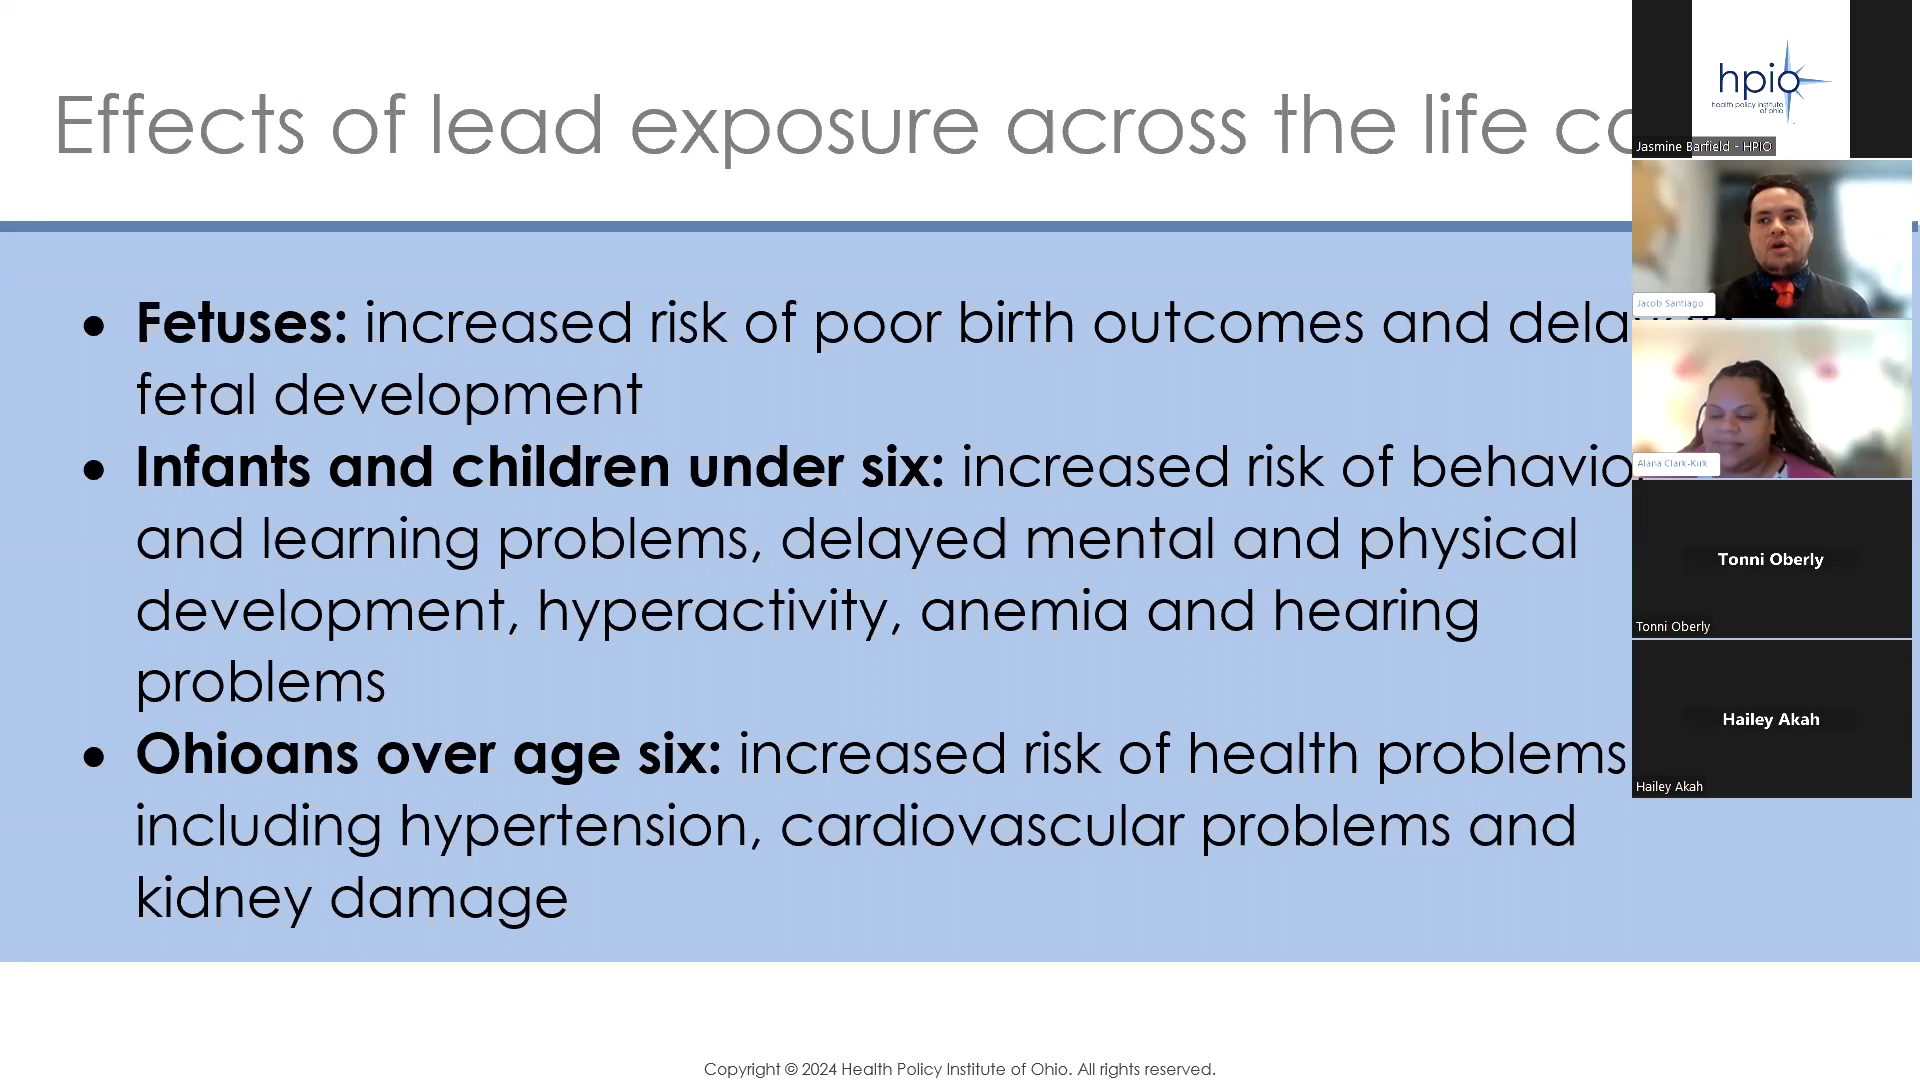 Effects of lead exposure across the life co
• Fetuses: increased risk of poor birth outcomes and dela
fetal development
• Infants and children under six: increased risk of behavio
and learning problems, delayed mental and physical
development, hyperactivity, anemia and hearing
problems
• Ohioans over age six: increased risk of health problems
including hypertension, cardiovascular problems and
kidney damage
Copyright © 2024 Health Policy Institute of Ohio. All rights reserved.
hpio
health policy institute
of ohio
Jasmine Barfield - HPIO
Jacob Santiago
Alana Clark-Kirk
Tonni Oberly
Tonni Oberly
Hailey Akah
Hailey Akah